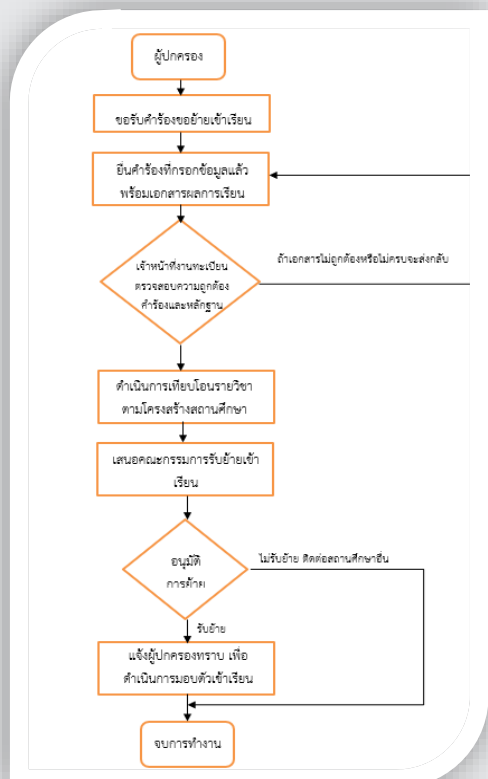 ผู้ปกครอง
ขอรับคำร้องขอย้ายเข้าเรียน
ยื่นคำร้องที่กรอกข้อมูลแล้ว
พร้อมเอกสารผลการเรียน
เจ้าหน้าที่งานทะเบียน
ตรวจสอบความถูกต้อง
คำร้องและหลักฐาน
ถ้าเอกสารไม่ถูกต้องหรือไม่ครบจะส่งกลับ
ดำเนินการเทียบโอนรายวิชา
ตามโครงสร้างสถานศึกษา
เสนอคณะกรรมการรับย้ายเข้า
เรียน
อนุมัติ
การย้าย
ไม่รับย้าย ติดต่อสถานศึกษาอื่น
รับย้าย
แจ้งผู้ปกครองทราบ เพื่อ
ดำเนินการมอบตัวเข้าเรียน
จบการทำงาน